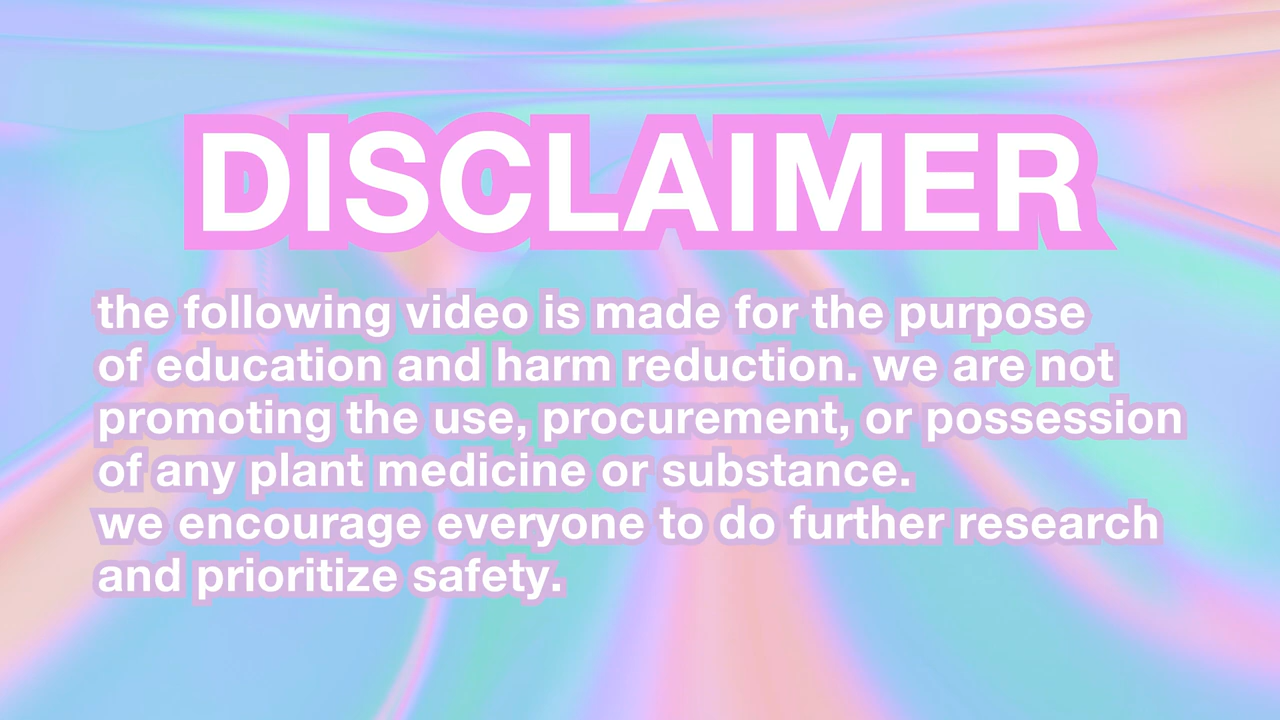 DISCLAIMER
the following video is made for the purpose
of education and harm reduction. we are not
promoting the use, procurement, or possession
of any plant medicine or substance.
we encourage everyone to do further research
and prioritize safety.